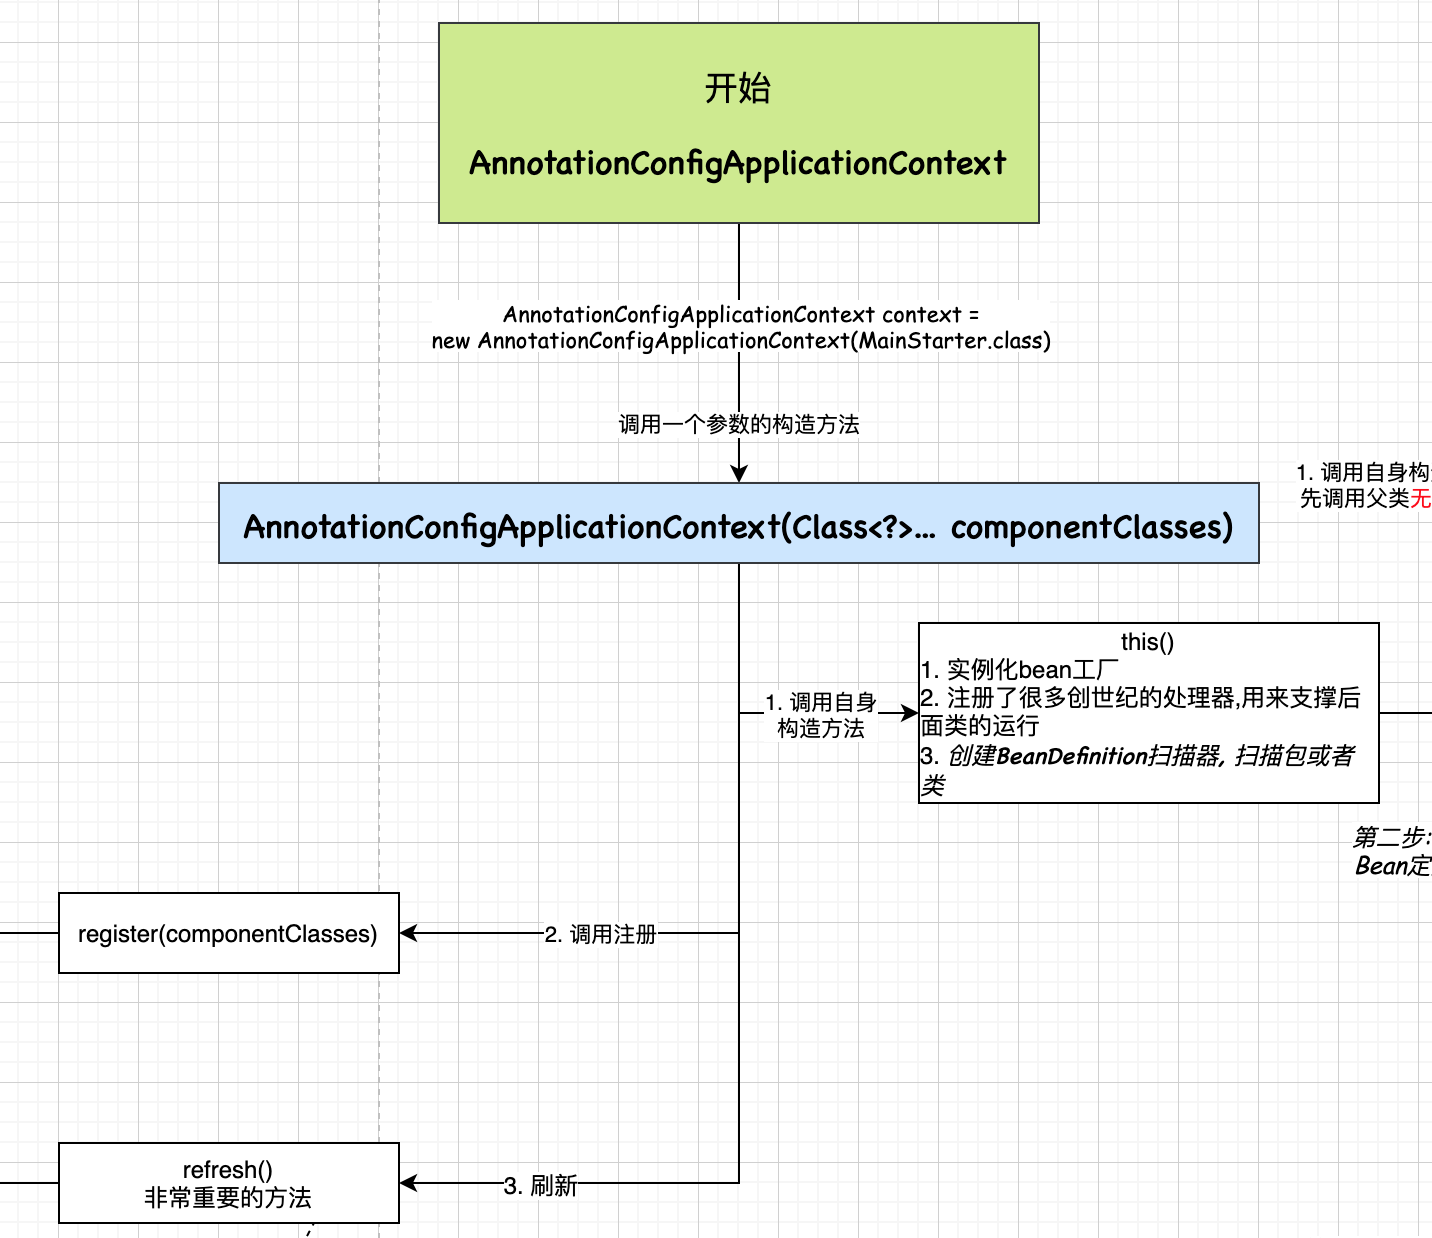 开始
AnnotationConfigApplicationContext
AnnotationConfigApplicationContext context =
new AnnotationConfigApplicationContext(MainStarter.class)
调用一个参数的构造方法
AnnotationConfigApplicationContext(Class<?>... componentClasses)
1. 调用自身构
先调用父类无
this()
1. 实例化bean工厂
2. 注册了很多创世纪的处理器,用来支撑后
面类的运行
3. 创建BeanDefinition扫描器, 扫描包或者
类
1. 调用自身
构造方法
第二步:
Bean定
register(componentClasses)
2. 调用注册
refresh()
非常重要的方法
3. 刷新